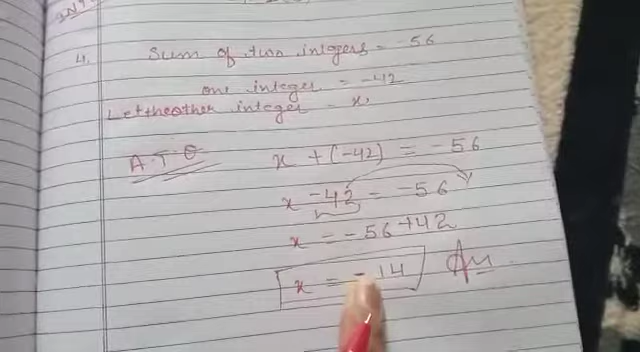 4. Sum of two integers = -56
one integer = -42
Let the other integer = x
A.T.Q
x + (-42) = -56
x -42 = -56
x = -56+42
x = -14 Ans